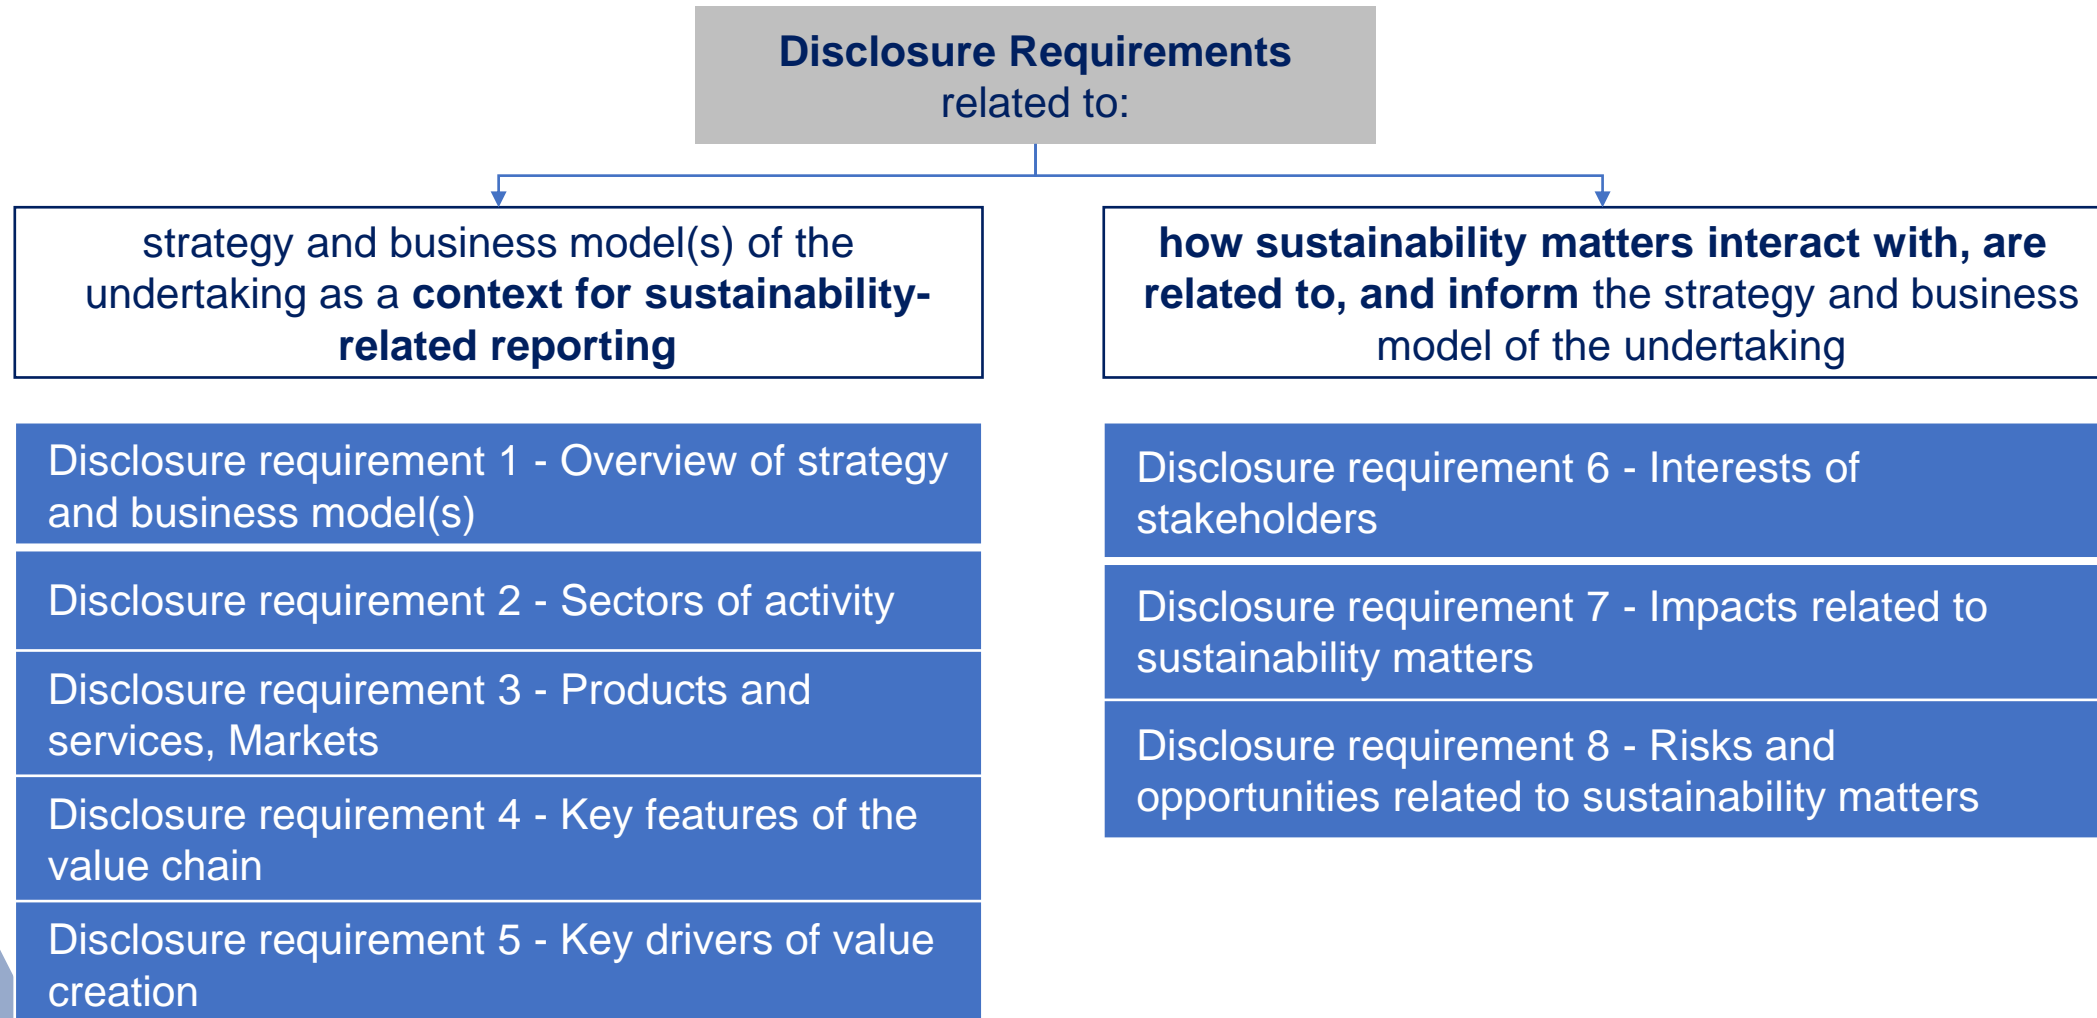 Disclosure Requirements
related to:
strategy and business model(s) of the
undertaking as a context for sustainability-
related reporting
how sustainability matters interact with, are
related to, and inform the strategy and business
model of the undertaking
Disclosure requirement 1 - Overview of strategy
and business model(s)
Disclosure requirement 2 - Sectors of activity
Disclosure requirement 3 - Products and
services, Markets
Disclosure requirement 4 - Key features of the
value chain
Disclosure requirement 5 - Key drivers of value
creation
Disclosure requirement 6 - Interests of
stakeholders
Disclosure requirement 7 - Impacts related to
sustainability matters
Disclosure requirement 8 - Risks and
opportunities related to sustainability matters